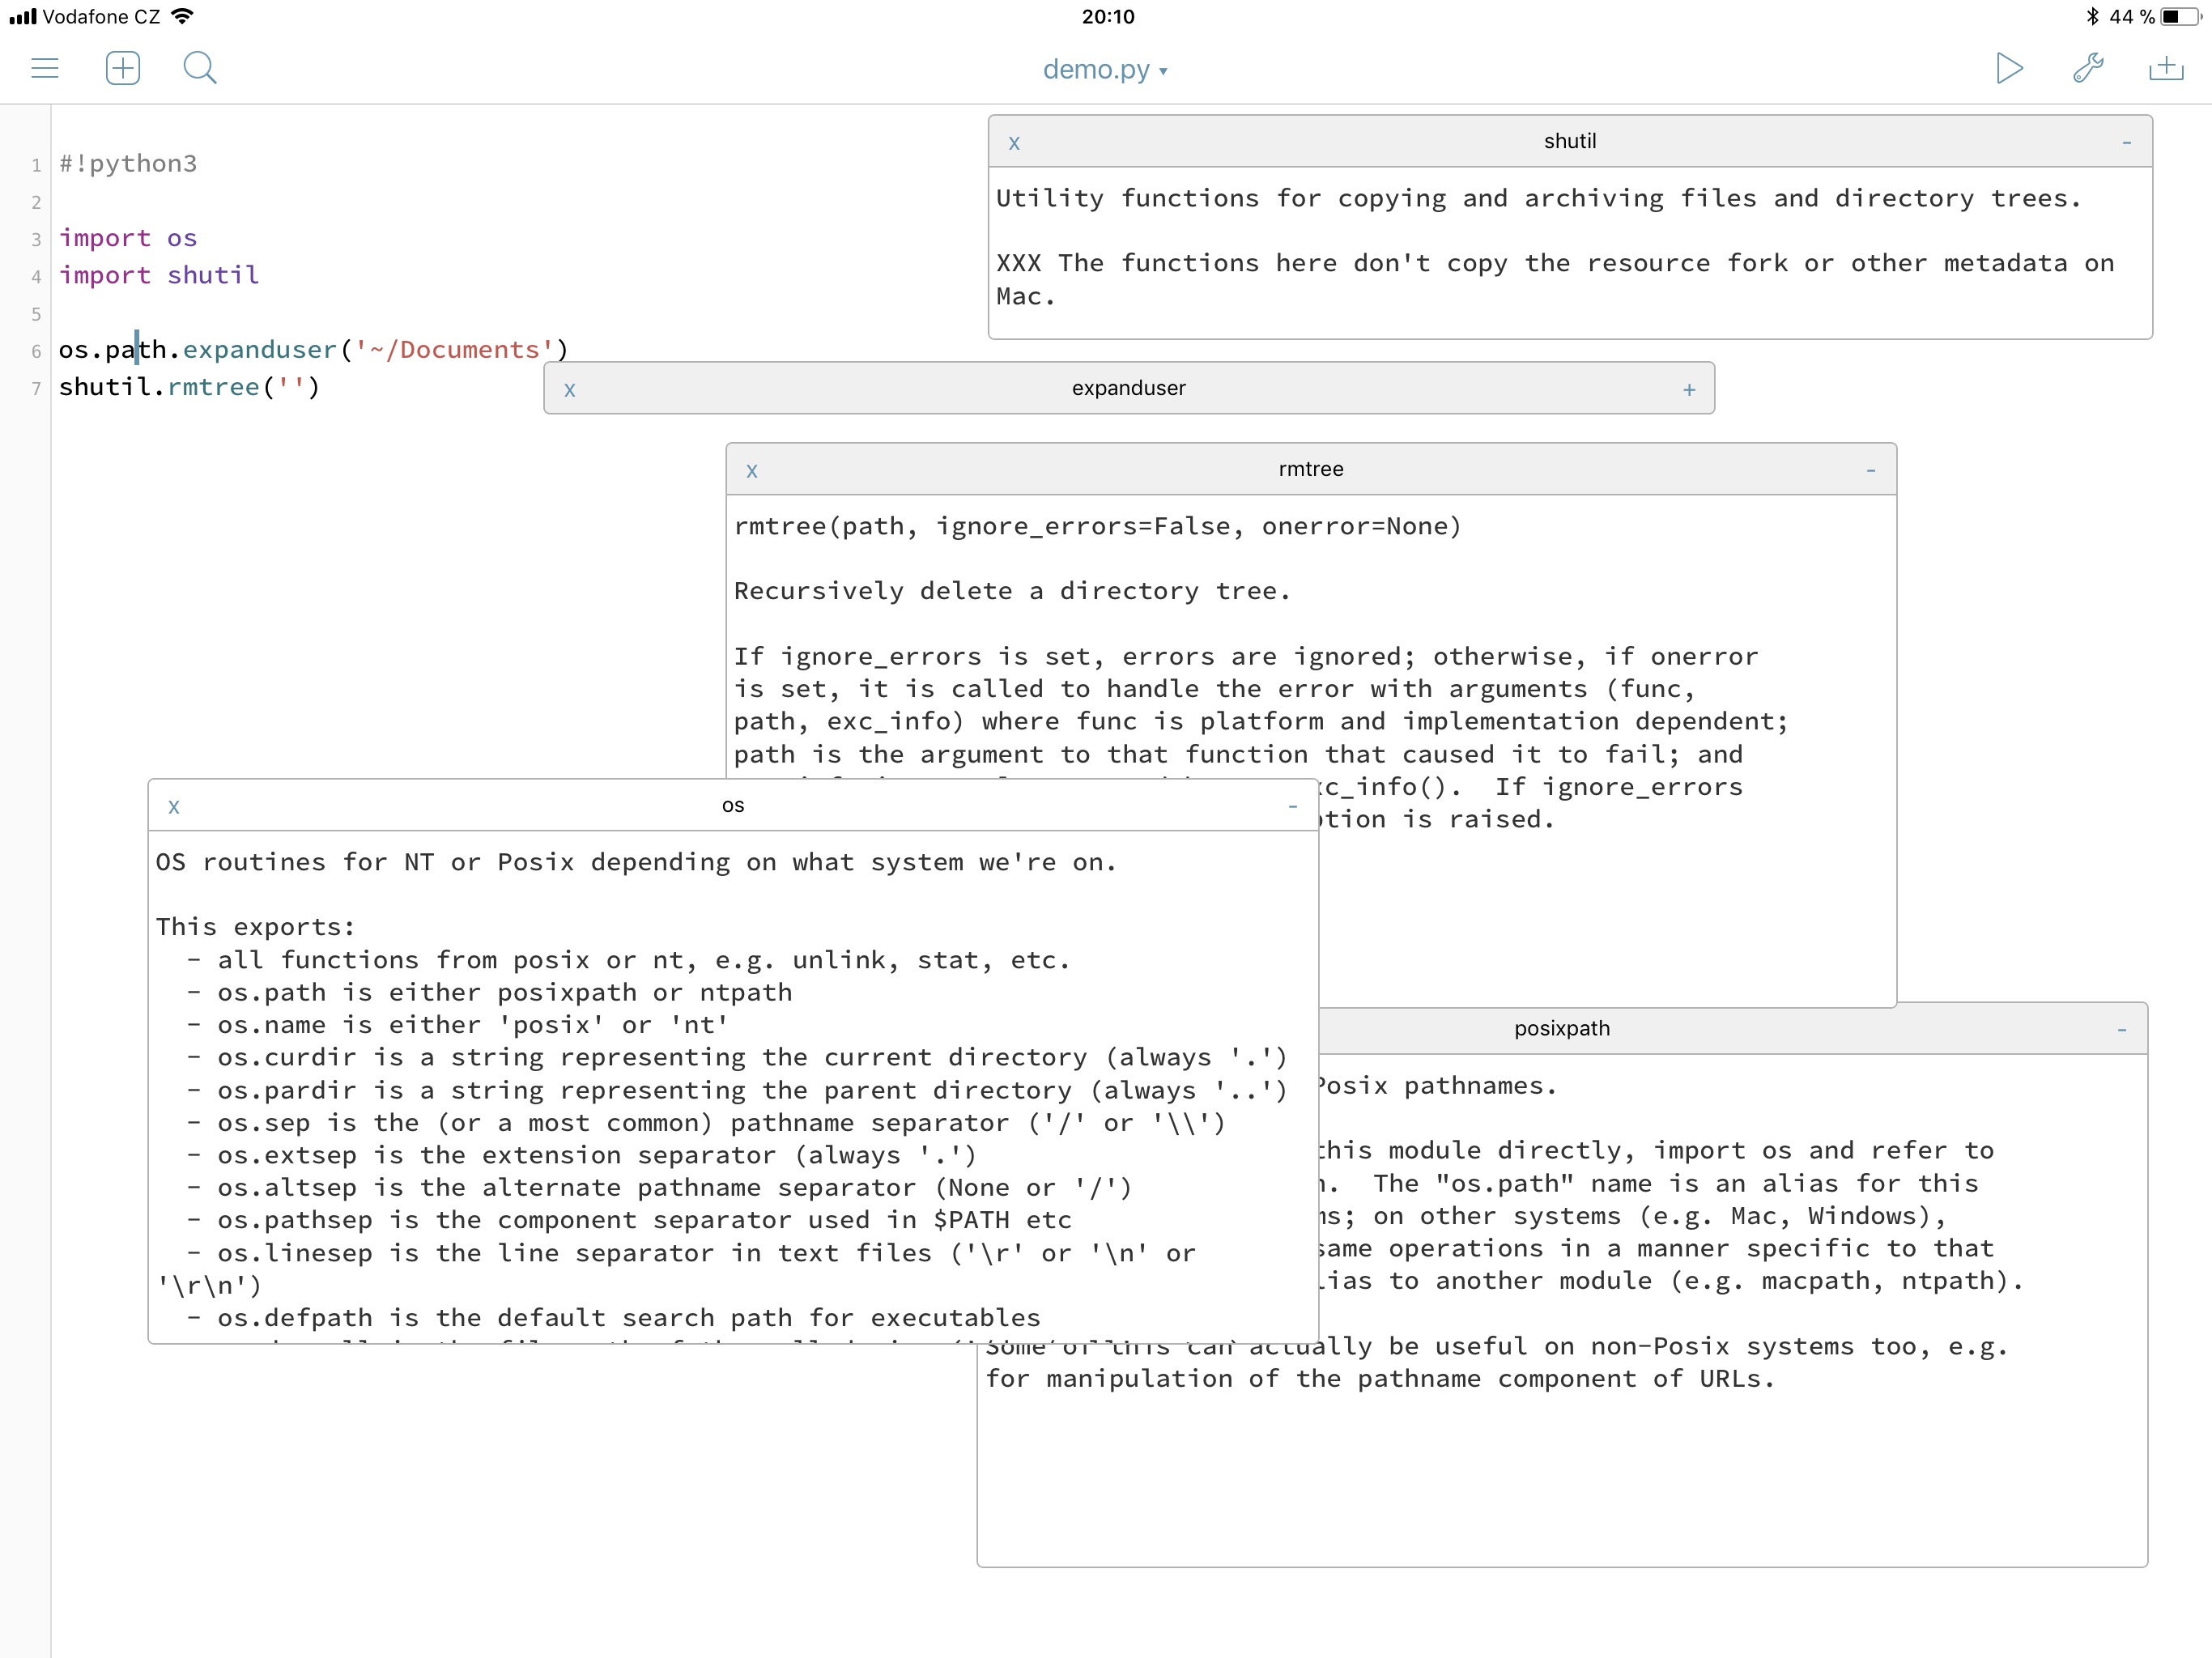 Vodafone CZ 20:10 44 %
demo.py
1 #!python3
2
3 import os
4 import shutil
5
6 os.path.expanduser('~/Documents')
7 shutil.rmtree('')
x shutil -
Utility functions for copying and archiving files and directory trees.
XXX The functions here don't copy the resource fork or other metadata on
Mac.
x expanduser +
x rmtree -
rmtree(path, ignore_errors=False, onerror=None)
Recursively delete a directory tree.
If ignore_errors is set, errors are ignored; otherwise, if onerror
is set, it is called to handle the error with arguments (func,
path, exc_info) where func is platform and implementation dependent;
path is the argument to that function that caused it to fail; and
c_info(). If ignore_errors
tion is raised.
x os -
OS routines for NT or Posix depending on what system we're on.
This exports:
- all functions from posix or nt, e.g. unlink, stat, etc.
- os.path is either posixpath or ntpath
- os.name is either 'posix' or 'nt'
- os.curdir is a string representing the current directory (always '.')
- os.pardir is a string representing the parent directory (always '..')
- os.sep is the (or a most common) pathname separator ('/' or '\\')
- os.extsep is the extension separator (always '.')
- os.altsep is the alternate pathname separator (None or '/')
- os.pathsep is the component separator used in $PATH etc
- os.linesep is the line separator in text files ('\r' or '\n' or
'\r\n')
- os.defpath is the default search path for executables
posixpath -
Posix pathnames.
this module directly, import os and refer to
. The "os.path" name is an alias for this
ms; on other systems (e.g. Mac, Windows),
same operations in a manner specific to that
lias to another module (e.g. macpath, ntpath).
Some of this can actually be useful on non-Posix systems too, e.g.
for manipulation of the pathname component of URLs.